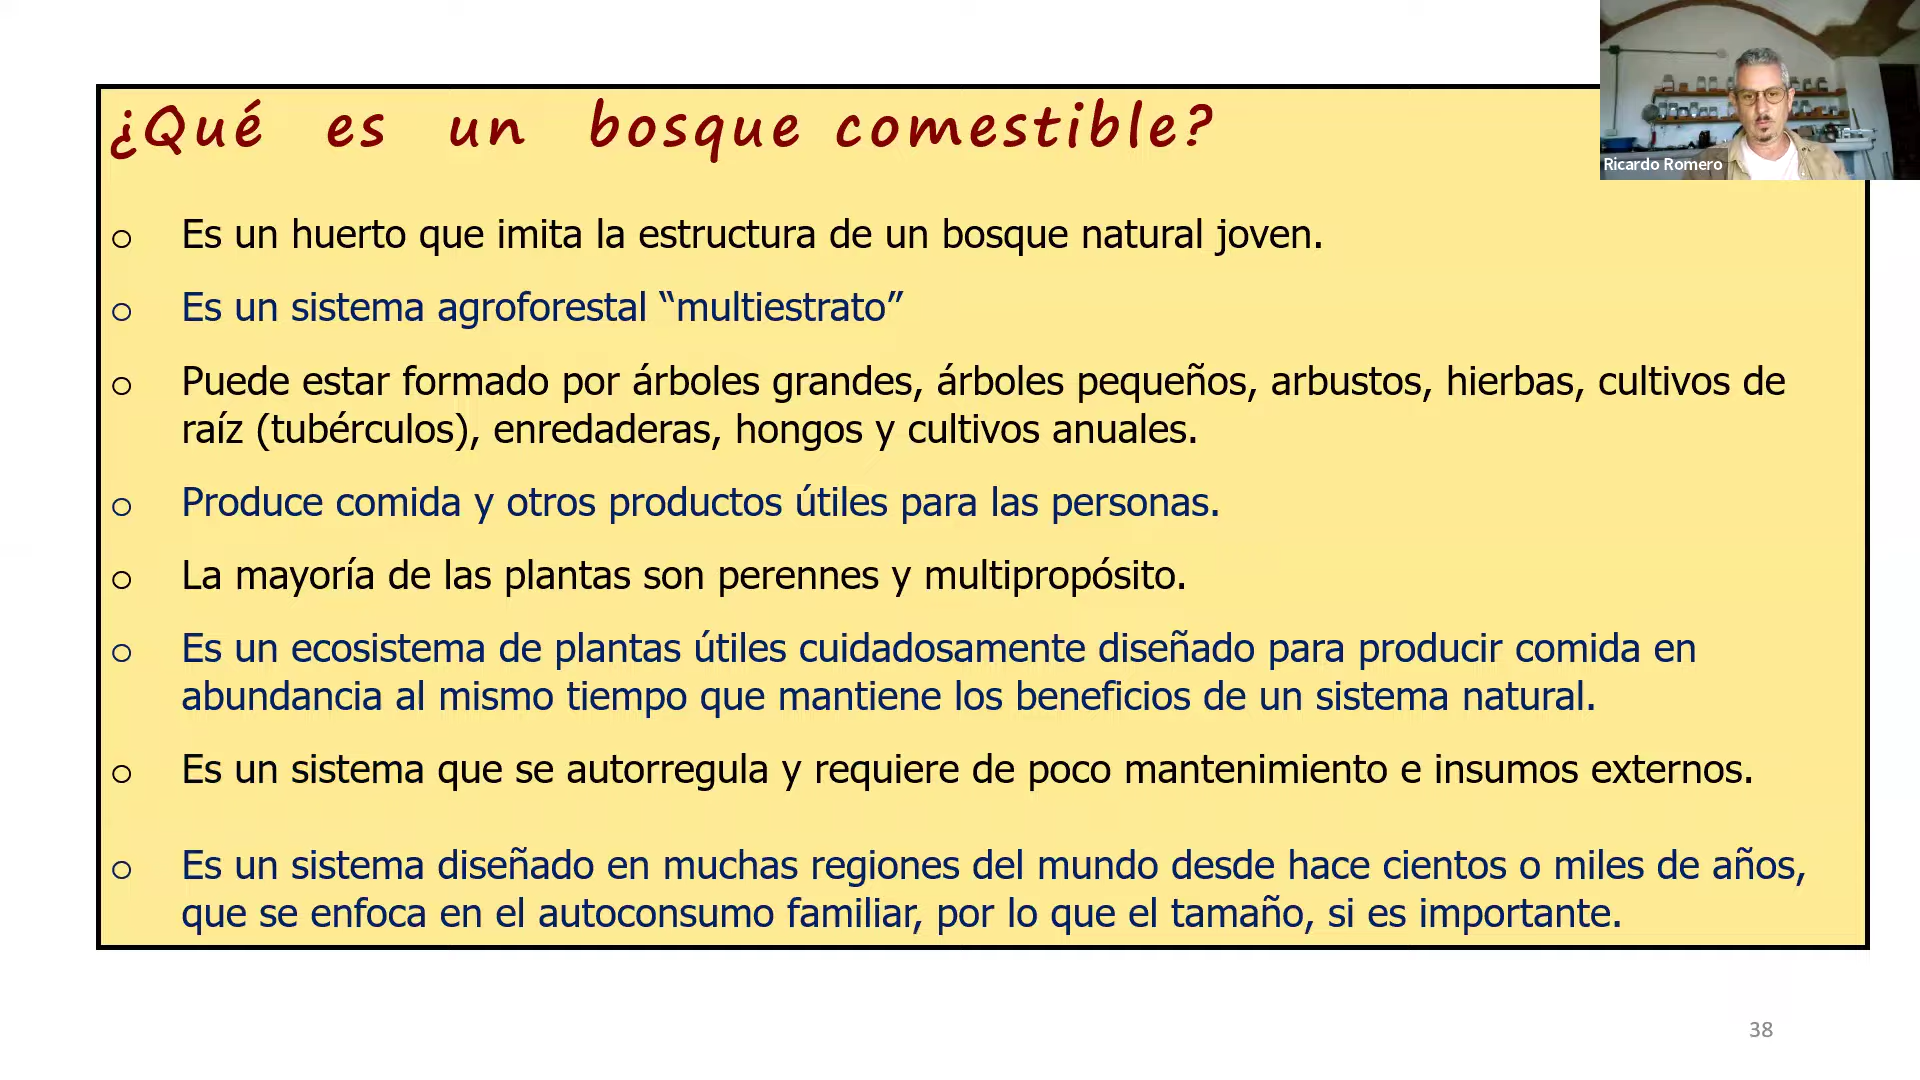 ¿Qué es un bosque comestible?
Ricardo Romero
o Es un huerto que imita la estructura de un bosque natural joven.
o Es un sistema agroforestal “multiestrato”
o Puede estar formado por árboles grandes, árboles pequeños, arbustos, hierbas, cultivos de
raíz (tubérculos), enredaderas, hongos y cultivos anuales.
o Produce comida y otros productos útiles para las personas.
o La mayoría de las plantas son perennes y multipropósito.
o Es un ecosistema de plantas útiles cuidadosamente diseñado para producir comida en
abundancia al mismo tiempo que mantiene los beneficios de un sistema natural.
o Es un sistema que se autorregula y requiere de poco mantenimiento e insumos externos.
o Es un sistema diseñado en muchas regiones del mundo desde hace cientos o miles de años,
que se enfoca en el autoconsumo familiar, por lo que el tamaño, si es importante.
38